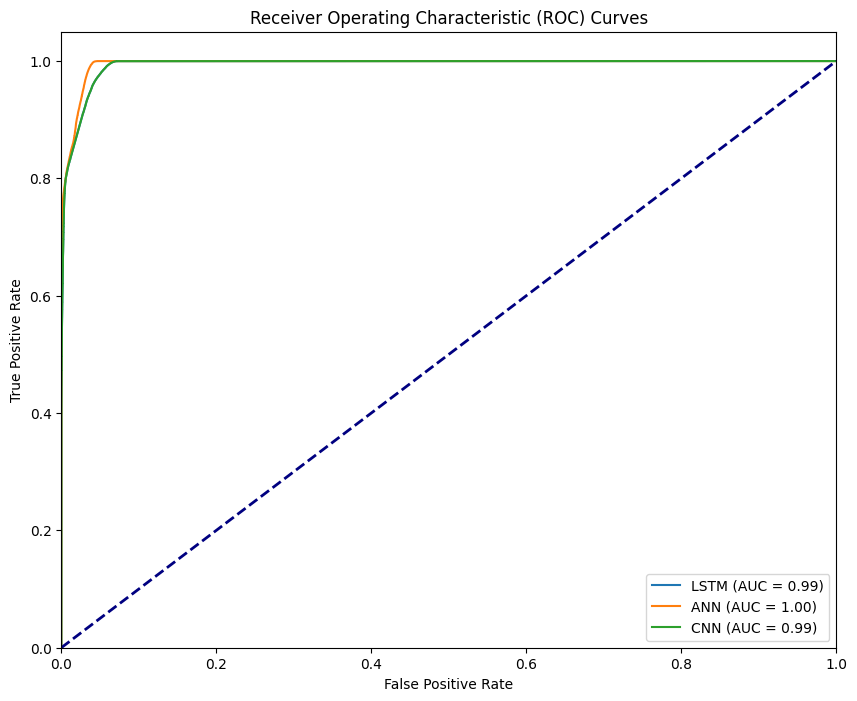 Receiver Operating Characteristic (ROC) Curves
1.0
0.8
0.6
0.4
0.2
0.0
True Positive Rate
LSTM (AUC = 0.99)
ANN (AUC = 1.00)
CNN (AUC = 0.99)
0.0 0.2 0.4 0.6 0.8 1.0
False Positive Rate